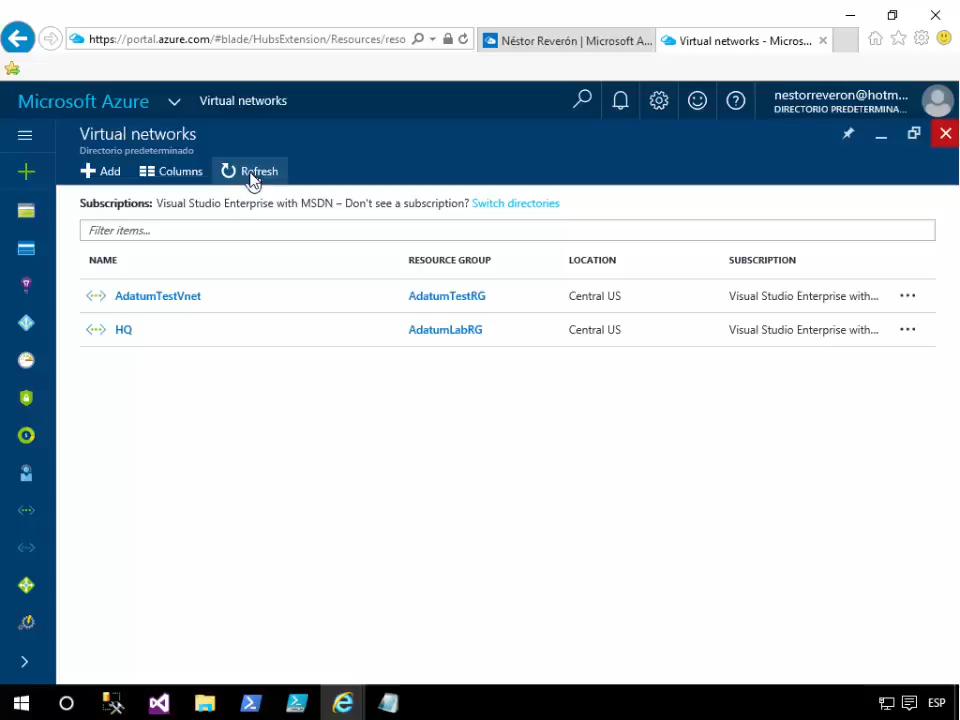 https://portal.azure.com/#blade/HubsExtension/Resources/reso
Néstor Reverón | Microsoft A...
Virtual networks - Micros...
Microsoft Azure
Virtual networks
nestorreveron@hotm...
DIRECTORIO PREDETERMINA...
Virtual networks
Directorio predeterminado
Add
Columns
Refresh
Subscriptions: Visual Studio Enterprise with MSDN – Don't see a subscription? Switch directories
Filter items...
NAME RESOURCE GROUP LOCATION SUBSCRIPTION
AdatumTestVnet AdatumTestRG Central US Visual Studio Enterprise with...
HQ AdatumLabRG Central US Visual Studio Enterprise with...
ESP